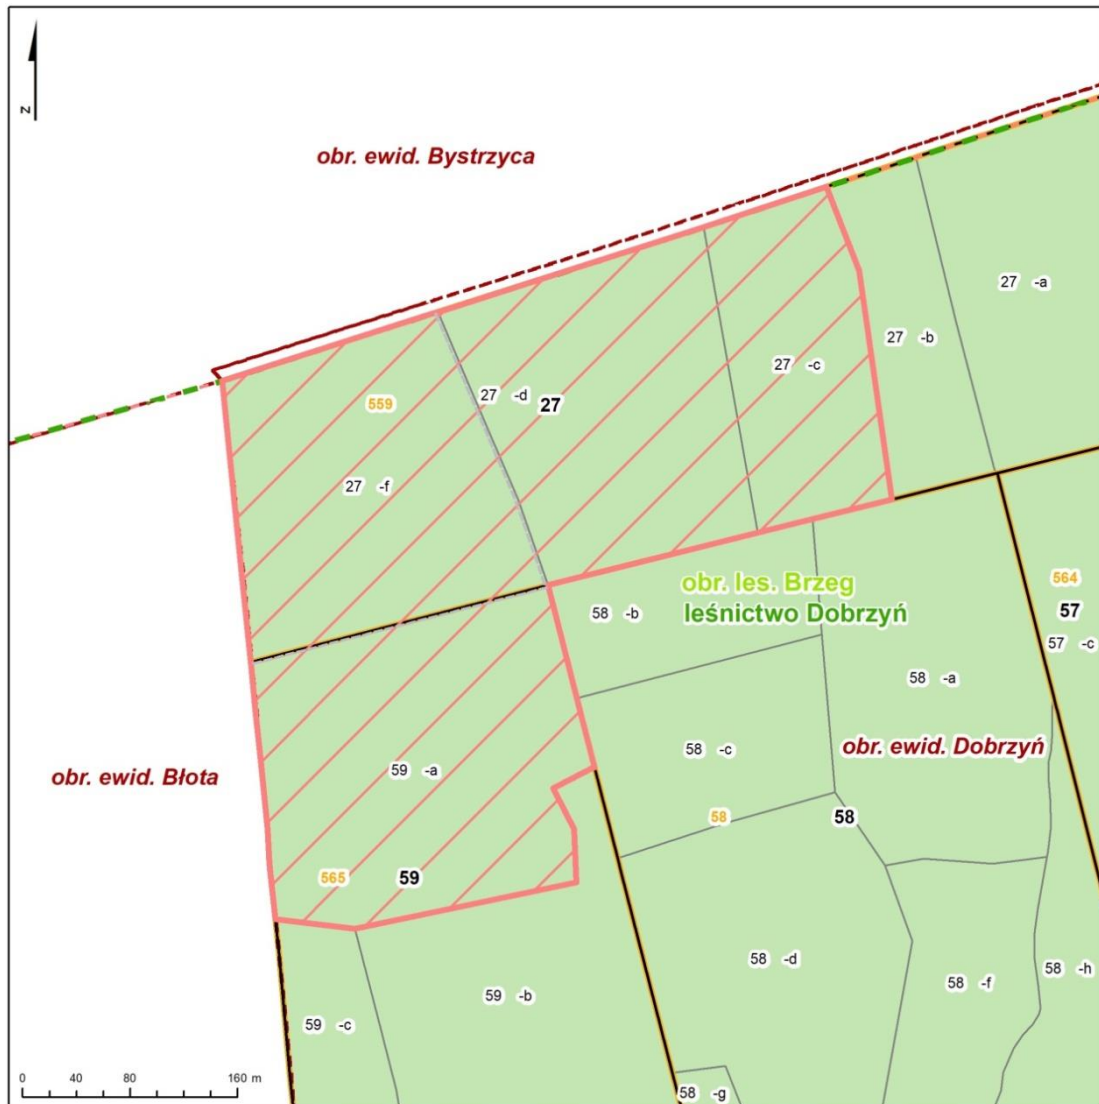 obr. ewid. Bystrzyca
27 -a
27 -b
27 -c
27 -d
27
559
27 -f
564
57
57 -c
obr. les. Brzeg
leśnictwo Dobrzyń
58 -b
58 -a
obr. ewid. Dobrzyń
58 -c
obr. ewid. Błota
59 -a
58
58
565
59
58 -d
58 -f
58 -h
59 -b
59 -c
58 -g
0 40 80 160 m
N